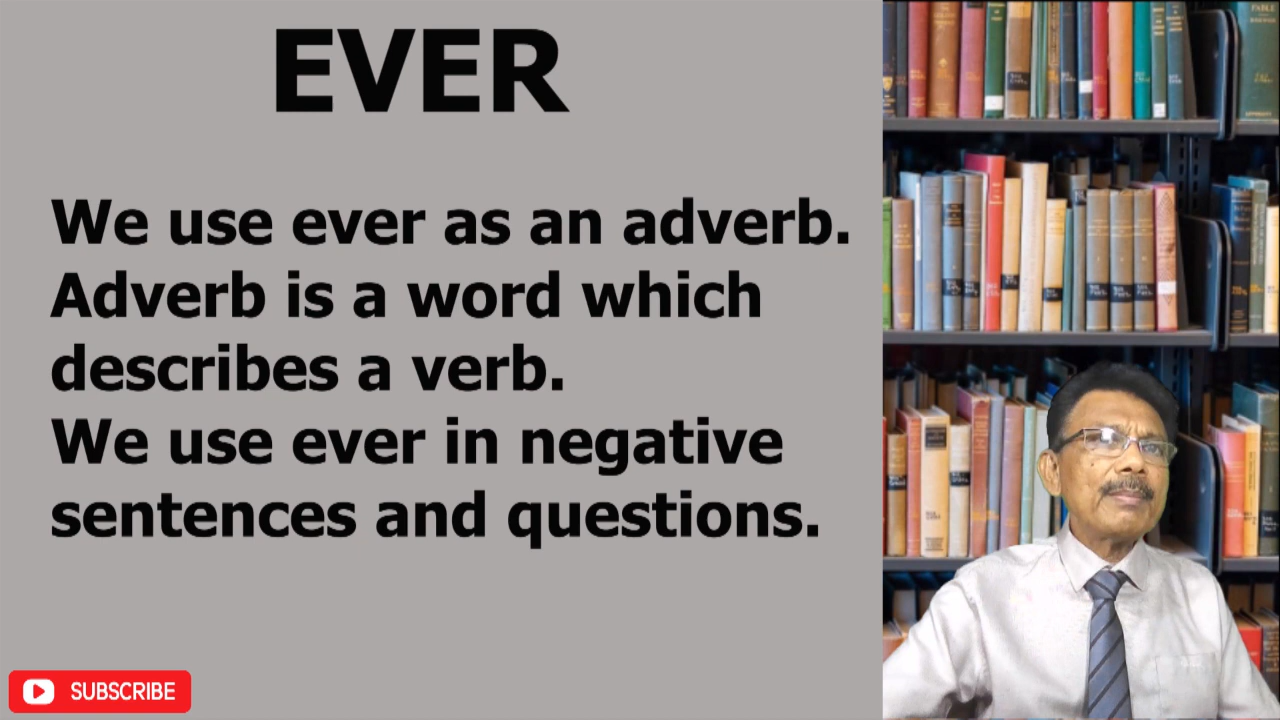 EVER
We use ever as an adverb.
Adverb is a word which
describes a verb.
We use ever in negative
sentences and questions.
SUBSCRIBE